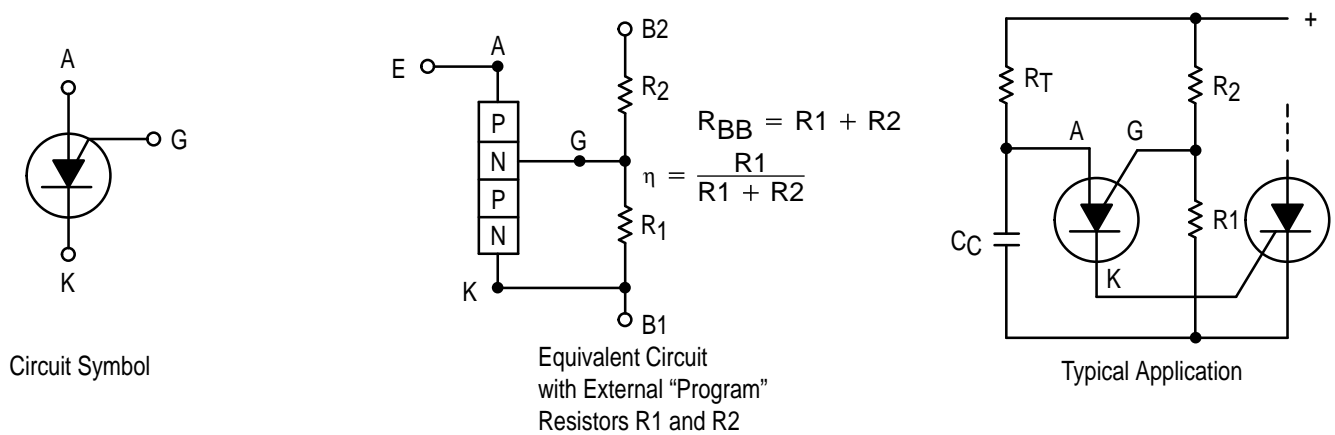 A
G
K
Circuit Symbol
E
A
B2
R2
P
N
P
N
G
R1
K
B1
RBB = R1 + R2
η = R1
R1 + R2
Equivalent Circuit
with External “Program”
Resistors R1 and R2
+
RT
R2
A
G
CC
R1
K
Typical Application